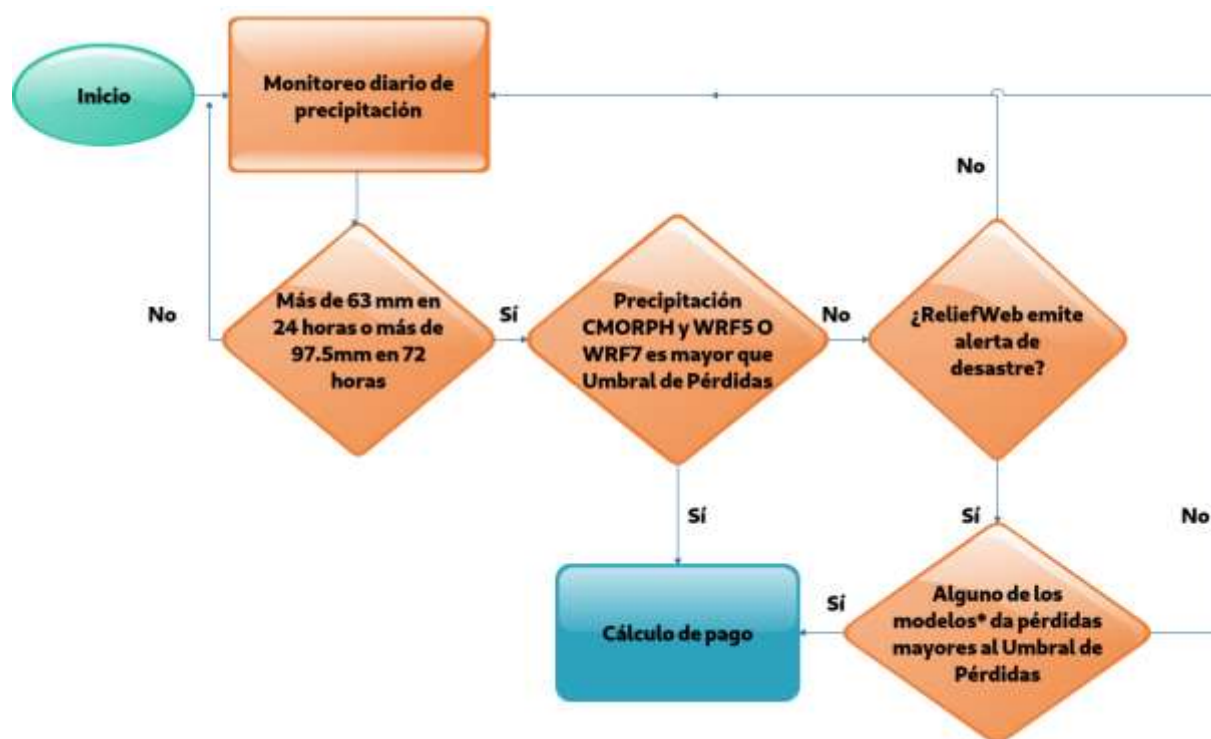 Inicio
Monitoreo diario de
precipitación
No
Más de 63 mm en
24 horas o más de
97.5mm en 72
horas
Sí
Precipitación
CMORPH y WRF5 O
WRF7 es mayor que
Umbral de Pérdidas
No
¿ReliefWeb emite
alerta de
desastre?
No
Sí
Cálculo de pago
Sí
Sí
Alguno de los
modelos* da pérdidas
mayores al Umbral de
Pérdidas
No